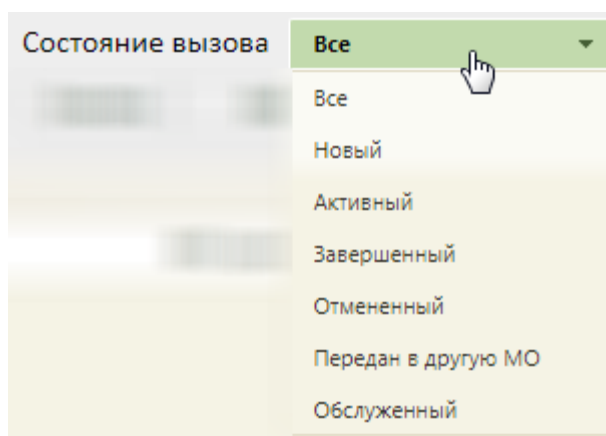 Состояние вызова Все
Все
Новый
Активный
Завершенный
Отмененный
Передан в другую МО
Обслуженный